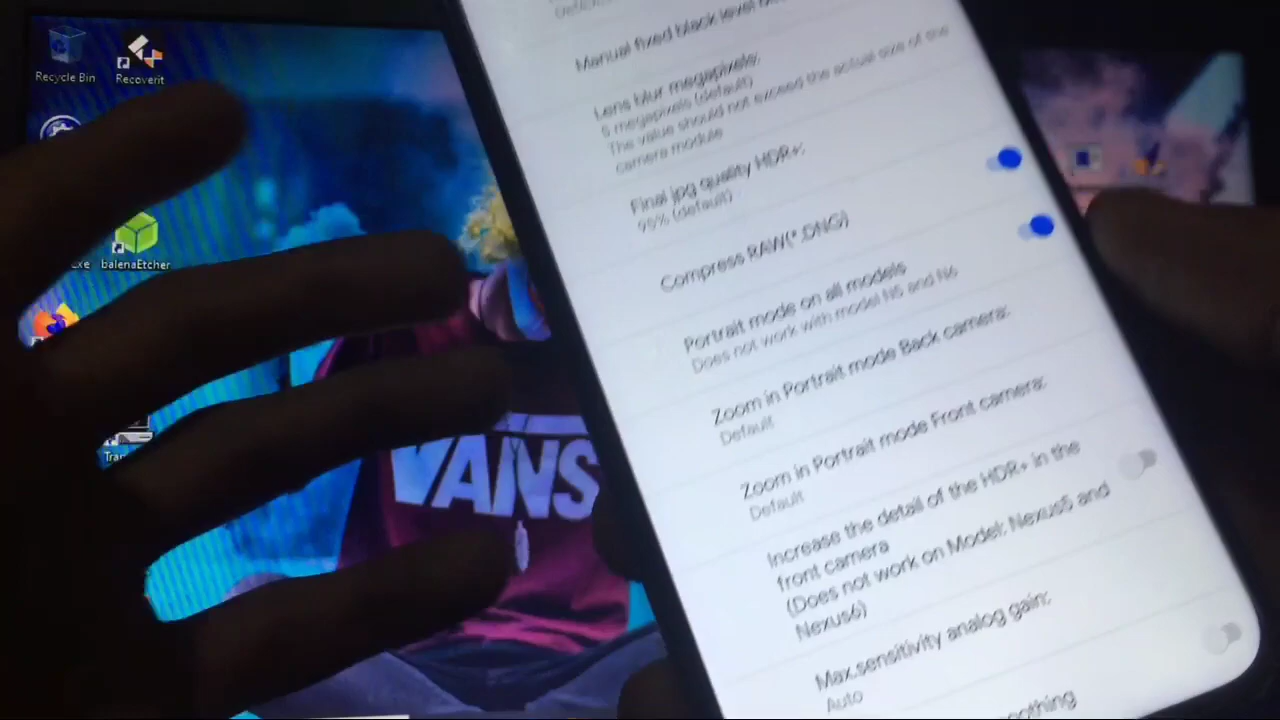 Recycle Bin
Recoverit
balenaEtcher
VANS
Manual fixed black level
Lens blur megapixels:
5 megapixels (default)
The value should not exceed the actual size of the
camera module
Final jpg quality HDR+:
95% (default)
Compress RAW(*.DNG)
Portrait mode on all models
Does not work with model N5 and N6
Zoom in Portrait mode Back camera:
Default
Zoom in Portrait mode Front camera:
Default
Increase the detail of the HDR+ in the
front camera
(Does not work on Model: Nexus5 and
Nexus6)
Max.sensitivity analog gain:
Auto